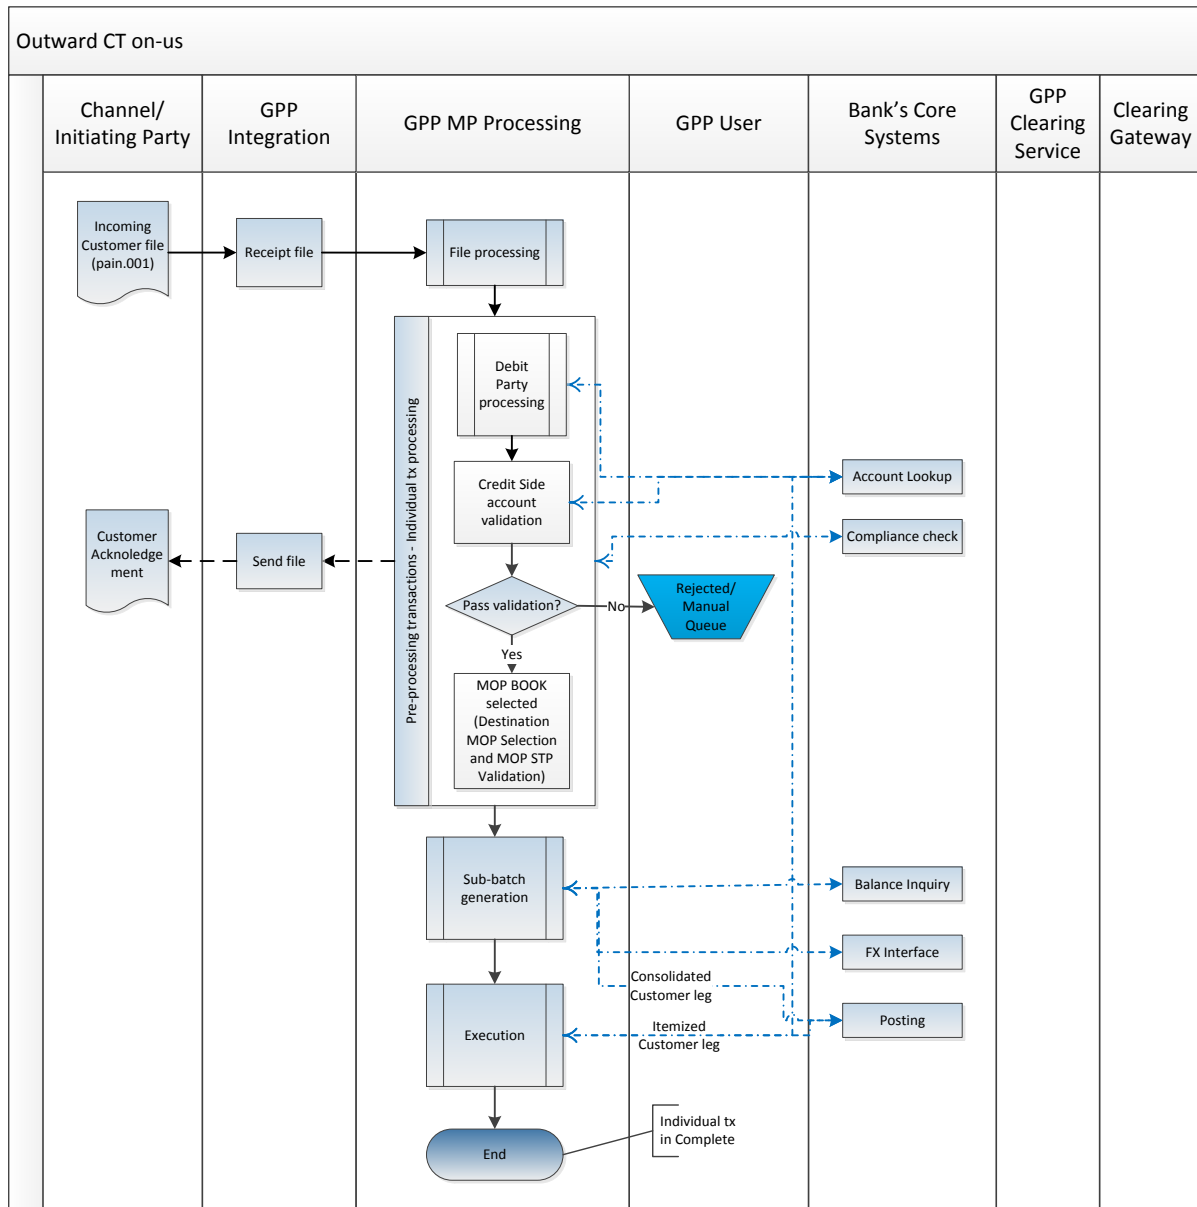 Outward CT on-us
Channel/
Initiating Party
GPP
Integration
GPP MP Processing
GPP User
Bank's Core
Systems
GPP
Clearing
Service
Clearing
Gateway
Incoming
Customer file
(pain.001)
Receipt file
File processing
Pre-processing transactions - Individual tx processing
Debit
Party
processing
Credit Side
account
validation
Account Lookup
Compliance check
Customer
Acknoledge
ment
Send file
Pass validation?
No
Rejected/
Manual
Queue
Yes
MOP BOOK
selected
(Destination
MOP Selection
and MOP STP
Validation)
Sub-batch
generation
Balance Inquiry
FX Interface
Consolidated
Customer leg
Posting
Execution
Itemized
Customer leg
End
Individual tx
in Complete